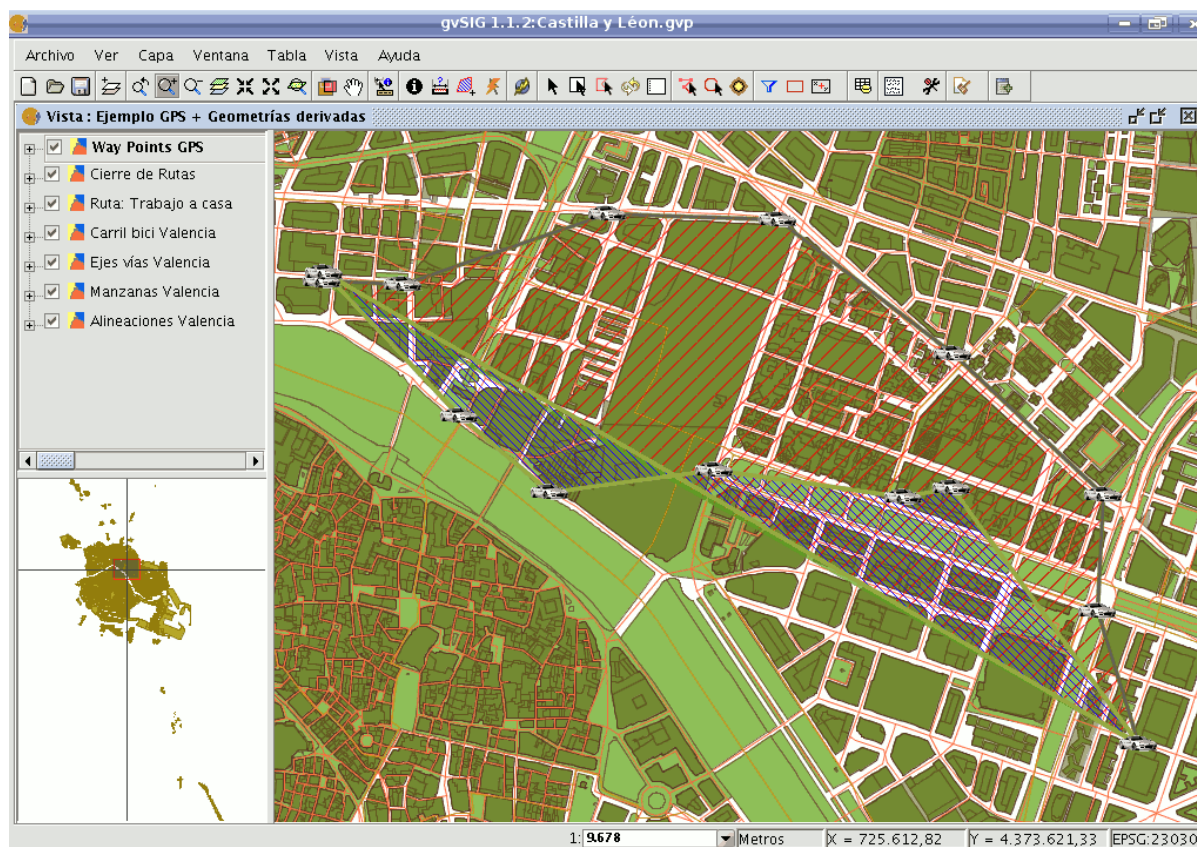 gvSIG 1.1.2:Castilla y Léon.gvp
Archivo Ver Capa Ventana Tabla Vista Ayuda
Vista : Ejemplo GPS + Geometrías derivadas
Way Points GPS
Cierre de Rutas
Ruta: Trabajo a casa
Carril bici Valencia
Ejes vías Valencia
Manzanas Valencia
Alineaciones Valencia
1: 9.678 Metros X = 725.612,82 Y = 4.373.621,33 EPSG:23030